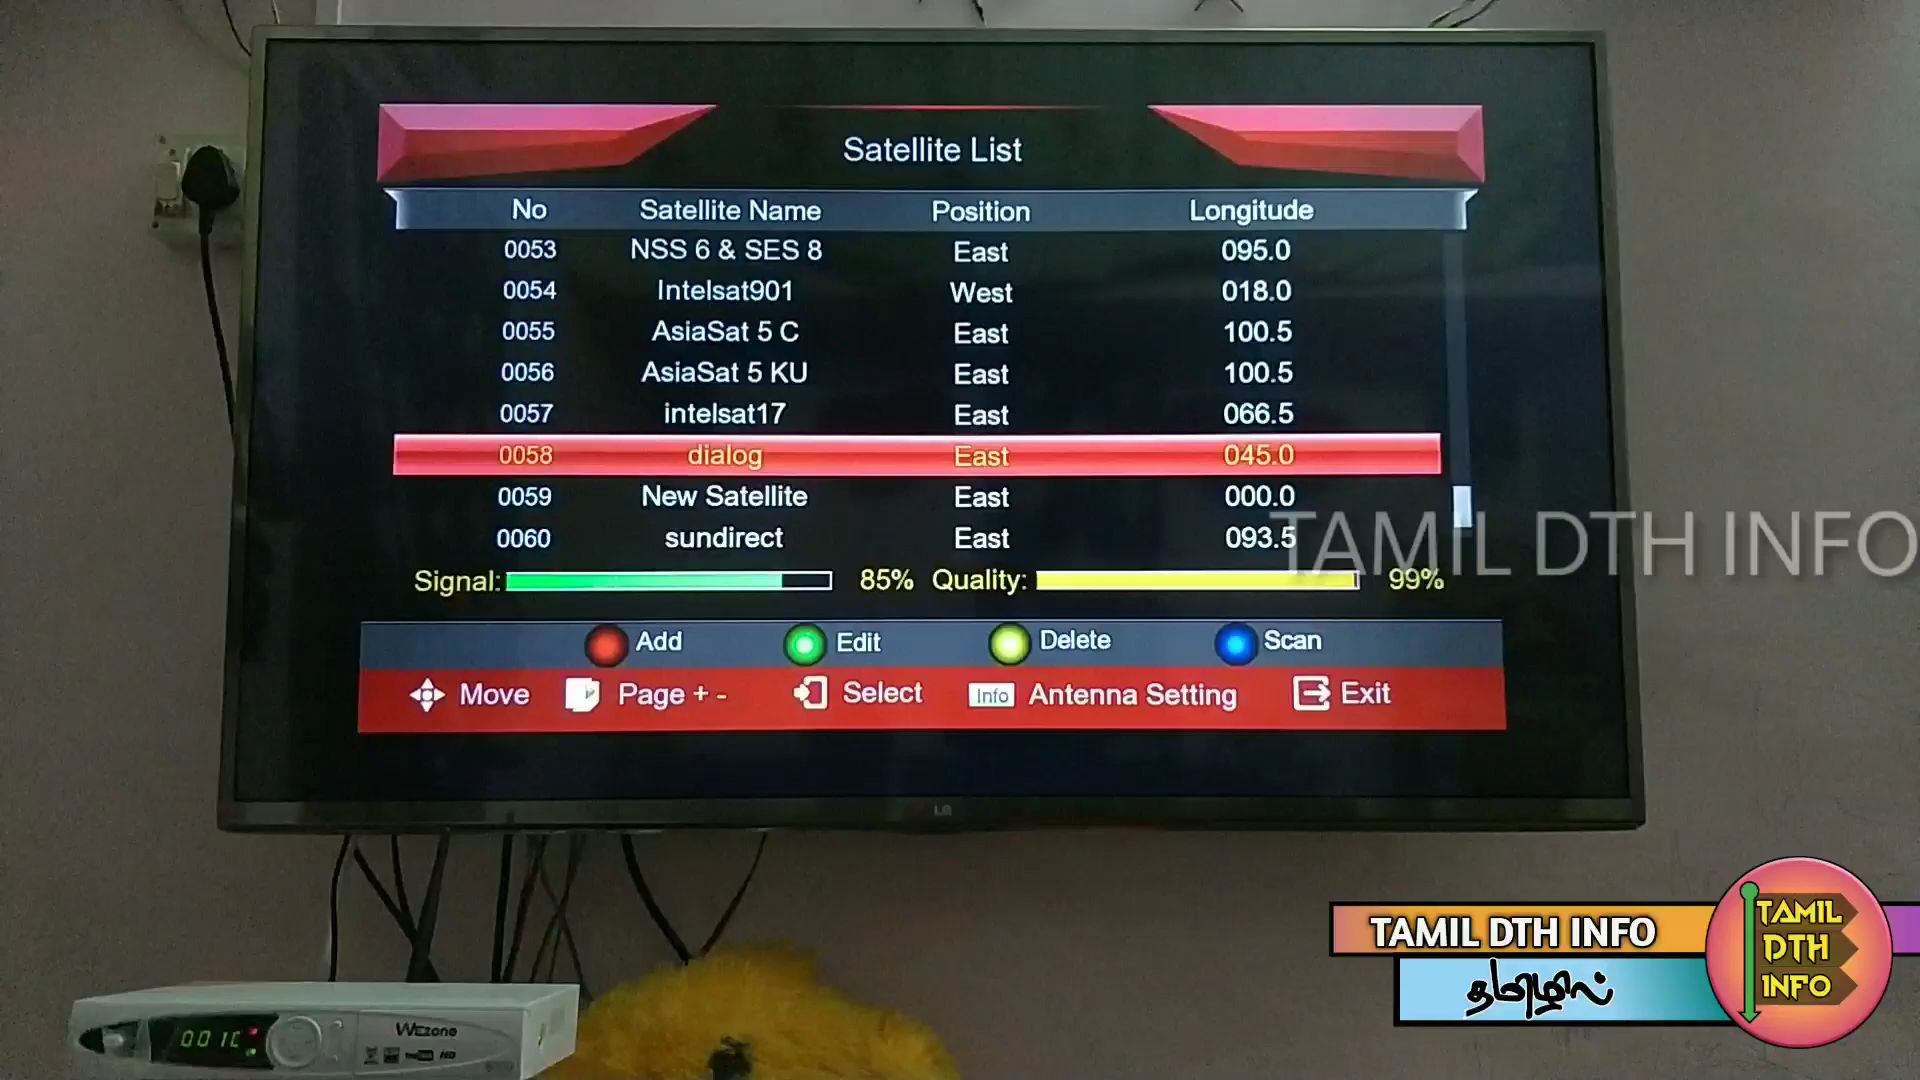 Satellite List
No Satellite Name Position Longitude
0053 NSS 6 & SES 8 East 095.0
0054 Intelsat901 West 018.0
0055 AsiaSat 5 C East 100.5
0056 AsiaSat 5 KU East 100.5
0057 intelsat17 East 066.5
0058 dialog East 045.0
0059 New Satellite East 000.0
0060 sundirect East 093.5
TAMIL DTH INFO
Signal: 85% Quality: 99%
Add Edit Delete Scan
Move Page + - Select Info Antenna Setting Exit
LG
TAMIL DTH INFO
தமிழில்
TAMIL
DTH
INFO
WEzone